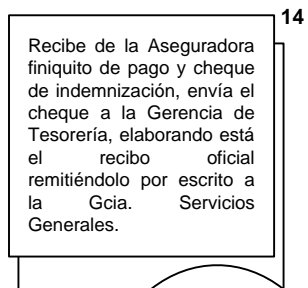 14
Recibe de la Aseguradora
finiquito de pago y cheque
de indemnización, envía el
cheque a la Gerencia de
Tesorería, elaborando está
el recibo oficial
remitiéndolo por escrito a
la Gcia. Servicios
Generales.